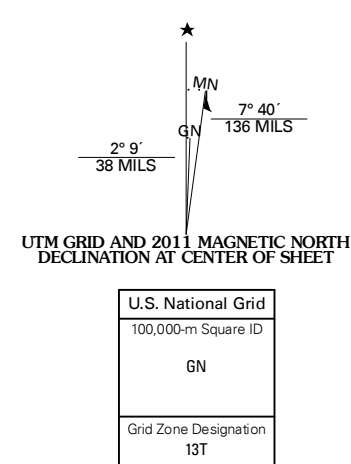 ★
MN
7° 40´
136 MILS
GN
2° 9´
38 MILS
UTM GRID AND 2011 MAGNETIC NORTH
DECLINATION AT CENTER OF SHEET
U.S. National Grid
100,000-m Square ID
GN
Grid Zone Designation
13T